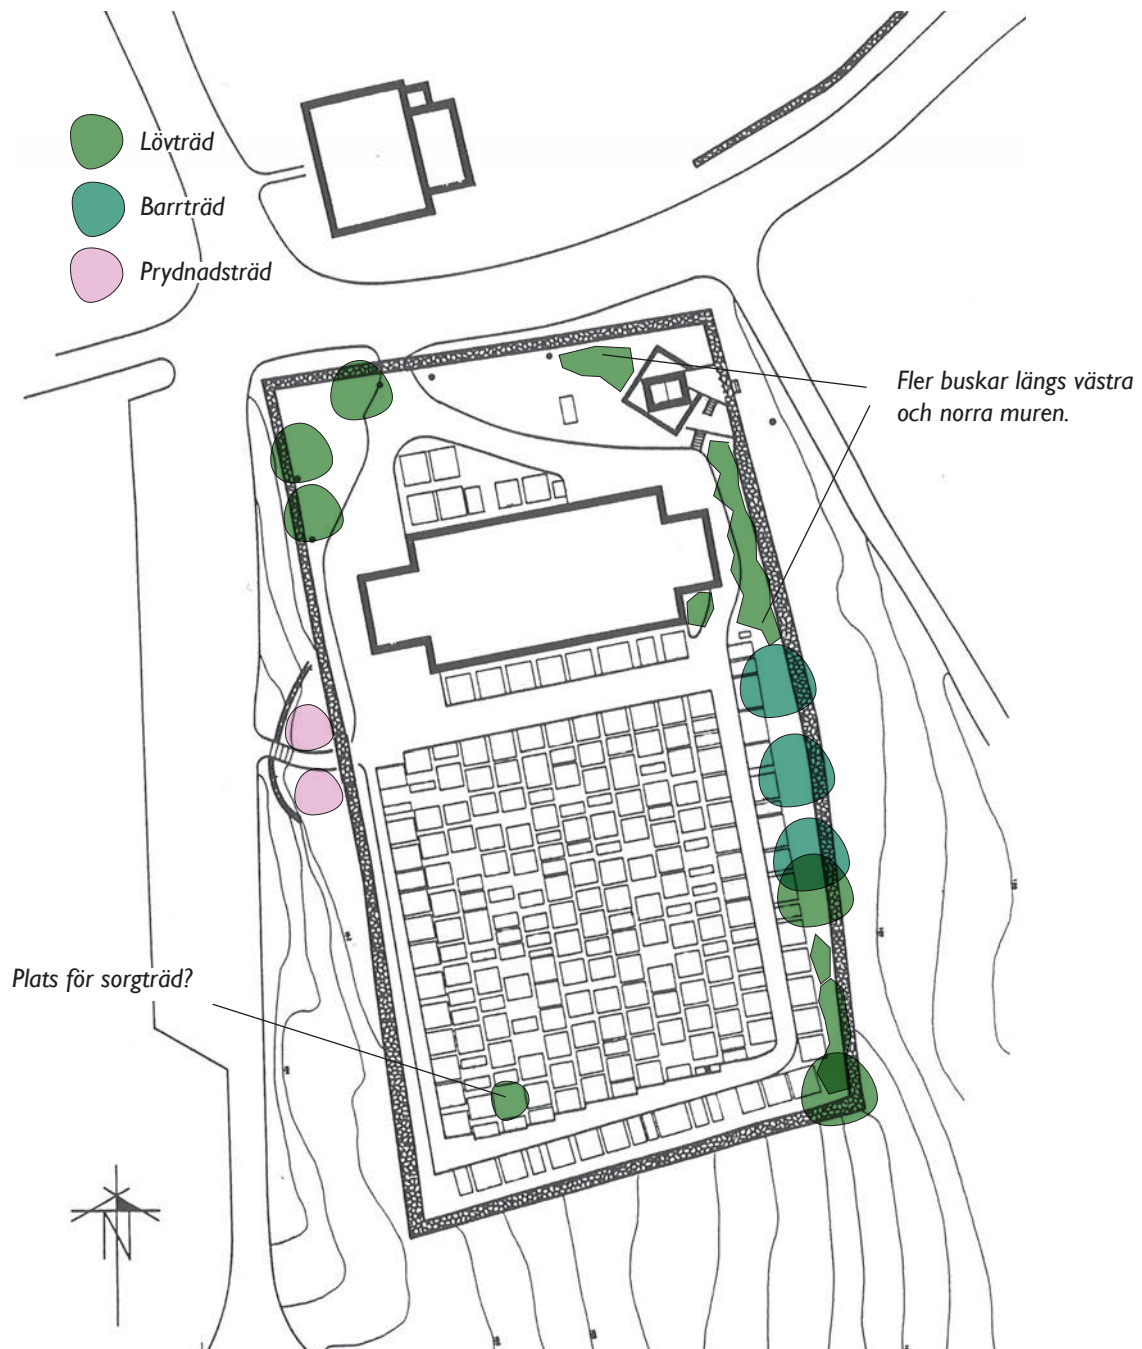 Lövträd
Barrträd
Prydnadsträd
Fler buskar längs västra
och norra muren.
Plats för sorgträd?
N